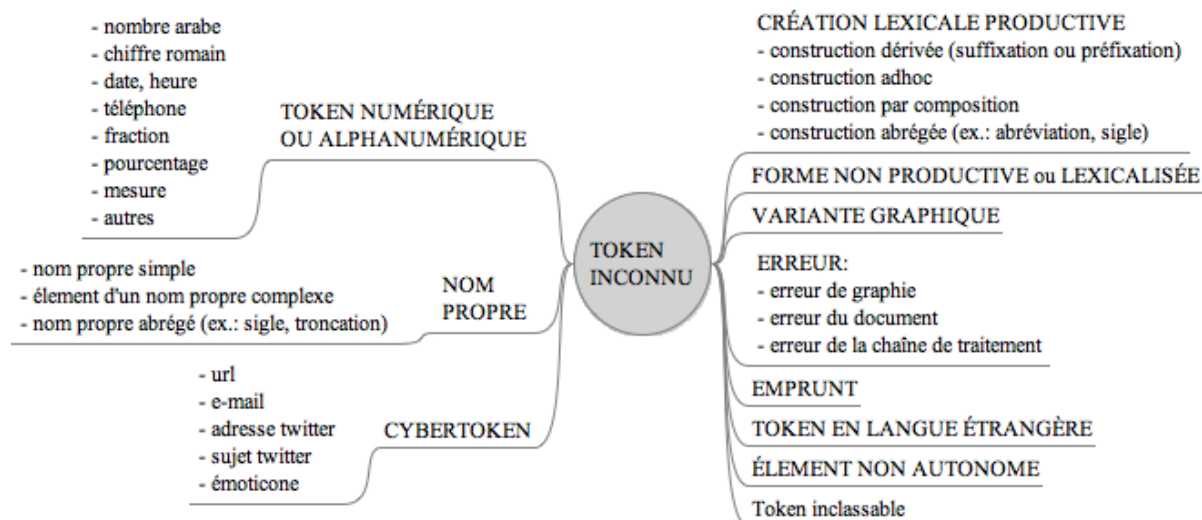 - nombre arabe
- chiffre romain
- date, heure
- téléphone
- fraction
- pourcentage
- mesure
- autres
TOKEN NUMÉRIQUE
OU ALPHANUMÉRIQUE
- nom propre simple
- élement d'un nom propre complexe
- nom propre abrégé (ex.: sigle, troncation)
NOM
PROPRE
- url
- e-mail
- adresse twitter
- sujet twitter
- émoticone
CYBERTOKEN
TOKEN
INCONNU
CRÉATION LEXICALE PRODUCTIVE
- construction dérivée (suffixation ou préfixation)
- construction adhoc
- construction par composition
- construction abrégée (ex.: abréviation, sigle)
FORME NON PRODUCTIVE ou LEXICALISÉE
VARIANTE GRAPHIQUE
ERREUR:
- erreur de graphie
- erreur du document
- erreur de la chaîne de traitement
EMPRUNT
TOKEN EN LANGUE ÉTRANGÈRE
ÉLEMENT NON AUTONOME
Token inclassable